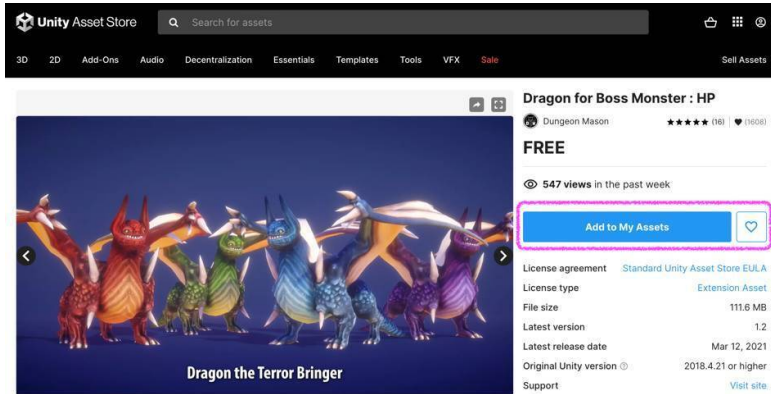 Unity Asset Store
Search for assets
3D 2D Add-Ons Audio Decentralization Essentials Templates Tools VFX Sale Sell Assets
Dragon for Boss Monster : HP
Dungeon Mason ★★★★★ (16) | ♥ (1608)
FREE
547 views in the past week
Add to My Assets
License agreement Standard Unity Asset Store EULA
License type Extension Asset
File size 111.6 MB
Latest version 1.2
Latest release date Mar 12, 2021
Original Unity version 2018.4.21 or higher
Support Visit site
Dragon the Terror Bringer